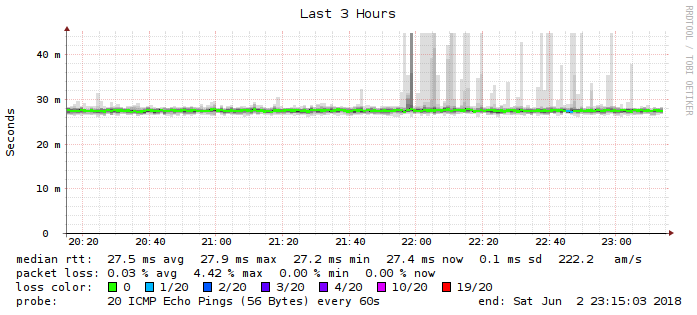 Last 3 Hours
RRDTOOL / TOBI OETIKER
Seconds
40 m
30 m
20 m
10 m
0
20:20 20:40 21:00 21:20 21:40 22:00 22:20 22:40 23:00
median rtt: 27.5 ms avg 27.9 ms max 27.2 ms min 27.4 ms now 0.1 ms sd 222.2 am/s
packet loss: 0.03 % avg 4.42 % max 0.00 % min 0.00 % now
loss color: 0 1/20 2/20 3/20 4/20 10/20 19/20
probe: 20 ICMP Echo Pings (56 Bytes) every 60s end: Sat Jun 2 23:15:03 2018